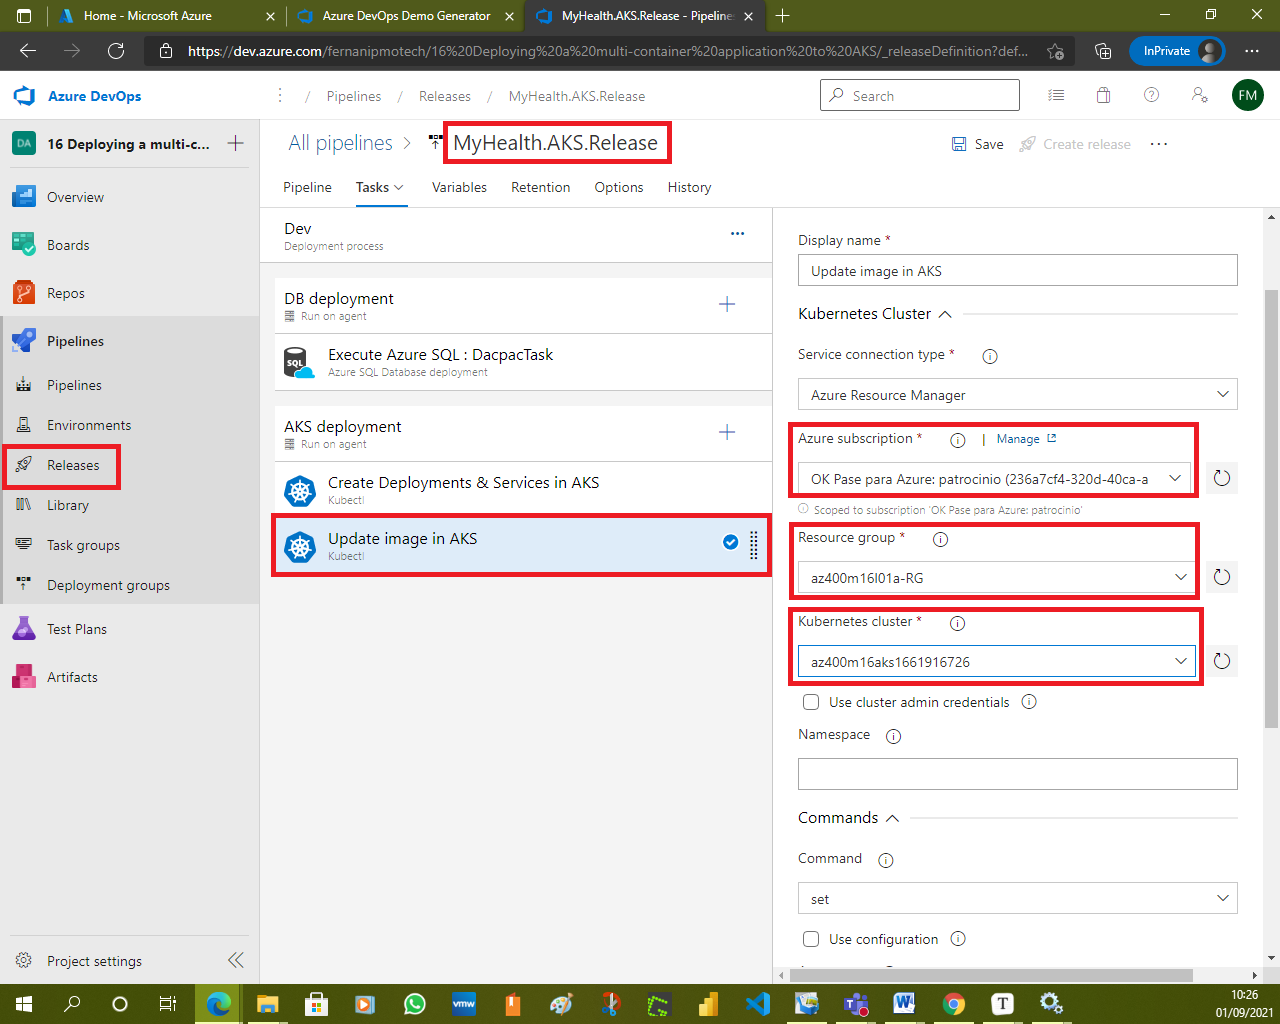 Home - Microsoft Azure
Azure DevOps Demo Generator
MyHealth.AKS.Release - Pipelines
https://dev.azure.com/fernanipmotech/16%20Deploying%20a%20multi-container%20application%20to%20AKS/_releaseDefinition?def...
InPrivate
Azure DevOps
/ Pipelines / Releases / MyHealth.AKS.Release
Search
FM
DA
16 Deploying a multi-c...
Overview
Boards
Repos
Pipelines
Pipelines
Environments
Releases
Library
Task groups
Deployment groups
Test Plans
Artifacts
Project settings
All pipelines > MyHealth.AKS.Release
Save
Create release
Pipeline
Tasks
Variables
Retention
Options
History
Dev
Deployment process
DB deployment
Run on agent
SQL
Execute Azure SQL : DacpacTask
Azure SQL Database deployment
AKS deployment
Run on agent
Create Deployments & Services in AKS
Kubectl
Update image in AKS
Kubectl
Display name *
Update image in AKS
Kubernetes Cluster
Service connection type *
Azure Resource Manager
Azure subscription * | Manage
OK Pase para Azure: patrocinio (236a7cf4-320d-40ca-a
Scoped to subscription 'OK Pase para Azure: patrocinio'
Resource group *
az400m16l01a-RG
Kubernetes cluster *
az400m16aks1661916726
Use cluster admin credentials
Namespace
Commands
Command
set
Use configuration
vmw
10:26
01/09/2021